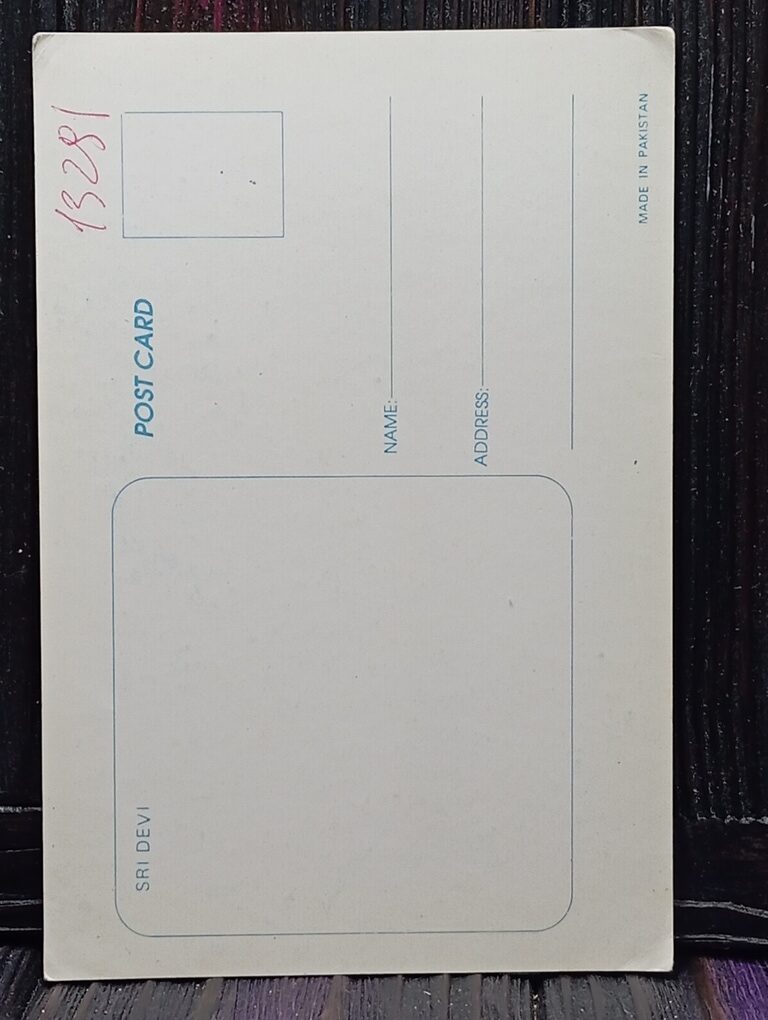 13281
POST CARD
SRI DEVI
NAME:
ADDRESS:
MADE IN PAKISTAN